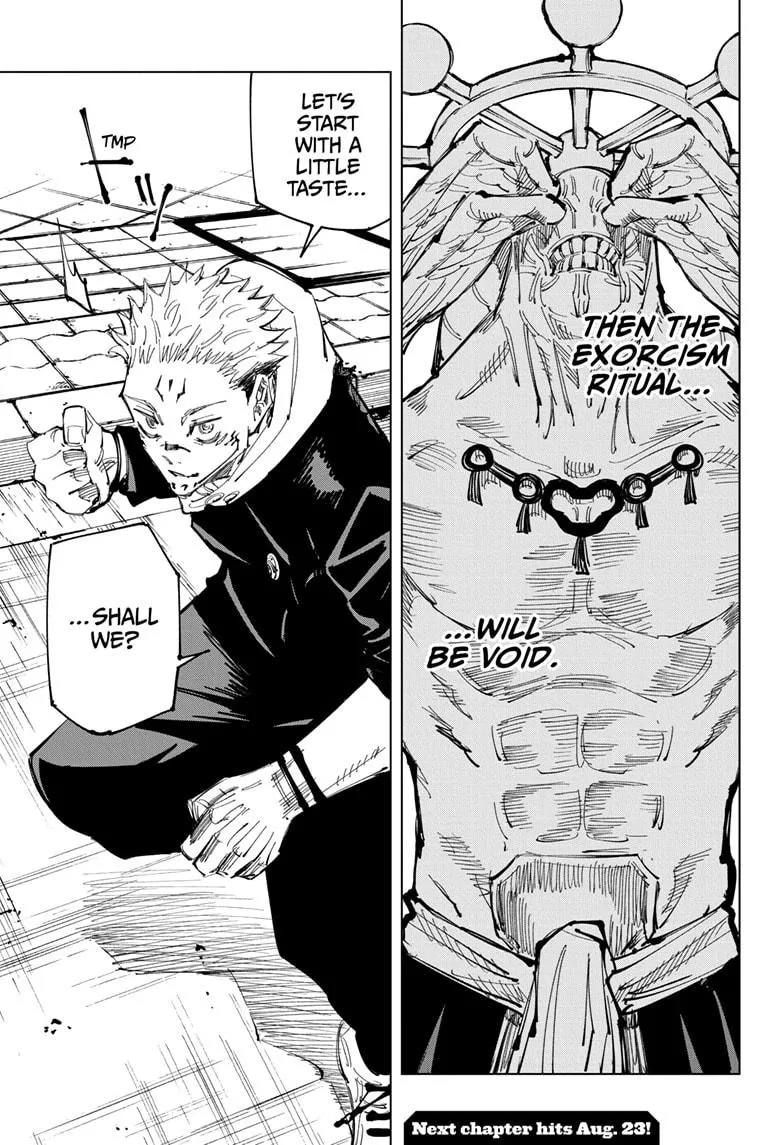 THEN THE
EXORCISM
RITUAL...
...WILL
BE VOID.
LET'S
START
WITH A
LITTLE
TASTE...
TMP
...SHALL
WE?
Next chapter hits Aug. 23!